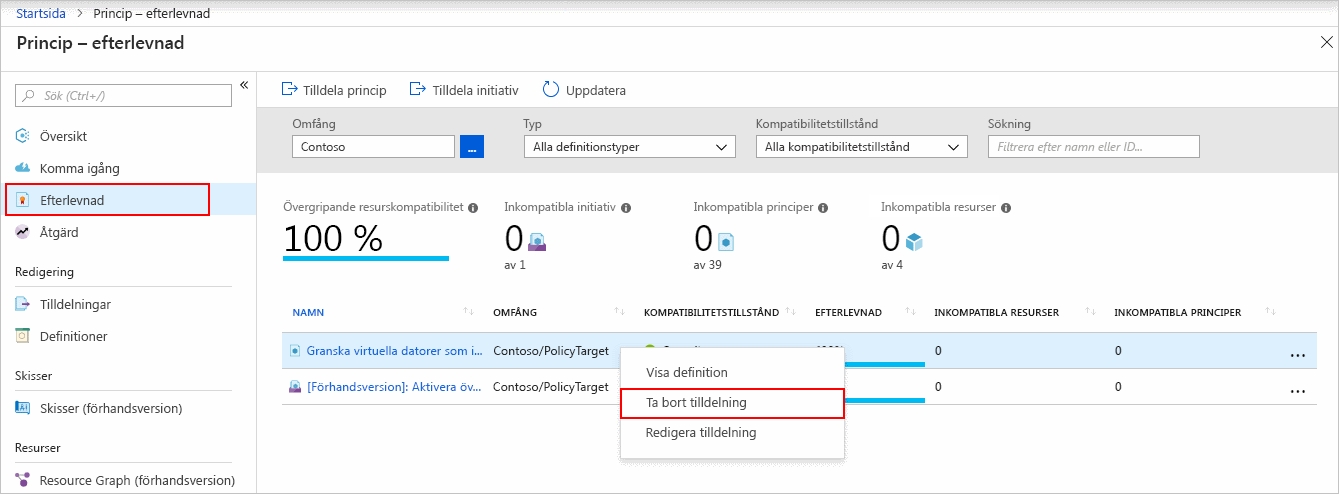 Startsida > Princip – efterlevnad
Princip – efterlevnad
Sök (Ctrl+/)
Översikt
Komma igång
Efterlevnad
Åtgärd
Redigering
Tilldelningar
Definitioner
Skisser
Skisser (förhandsversion)
Resurser
Resource Graph (förhandsversion)
Tilldela princip Tilldela initiativ Uppdatera
Omfång Typ Kompatibilitetstillstånd Sökning
Contoso ... Alla definitionstyper Alla kompatibilitetstillstånd Filtrera efter namn eller ID...
Övergripande resurskompatibilitet Inkompatibla initiativ Inkompatibla principer Inkompatibla resurser
100 % 0 0 0
av 1 av 39 av 4
NAMN OMFÅNG KOMPATIBILITETSTILLSTÅND EFTERLEVNAD INKOMPATIBLA RESURSER INKOMPATIBLA PRINCIPER
Granska virtuella datorer som i... Contoso/PolicyTarget 0 0 ...
[Förhandsversion]: Aktivera öv... Contoso/PolicyTarget 0 0 ...
Visa definition
Ta bort tilldelning
Redigera tilldelning